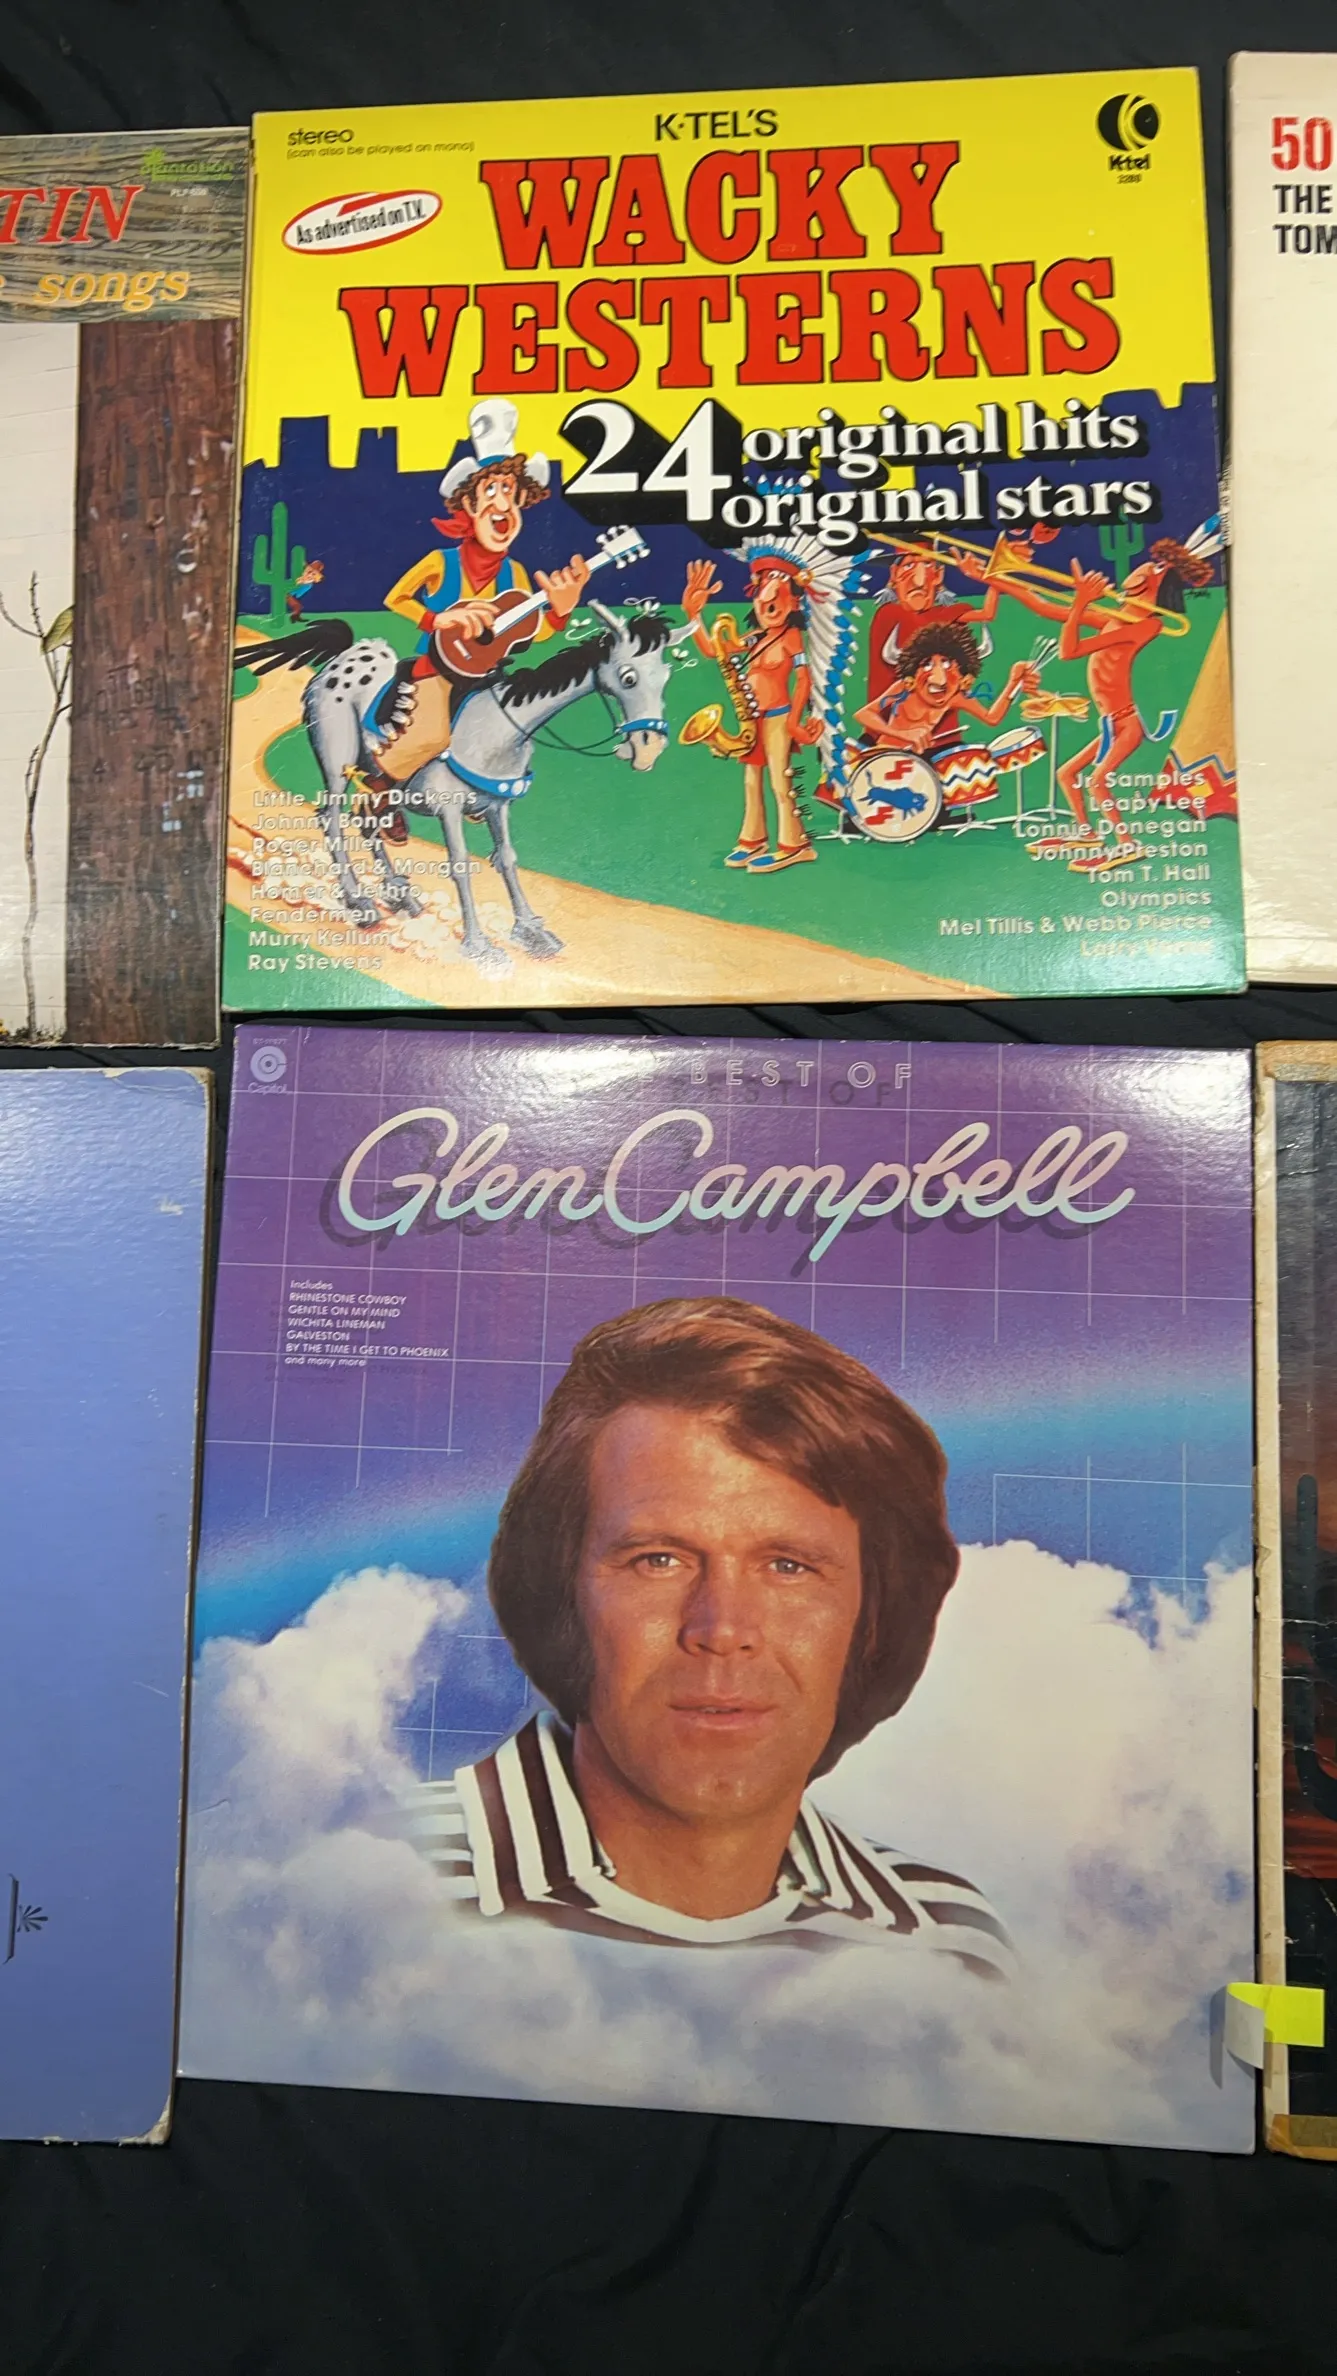 plantation
PLP-538
TIN
songs
stereo
(can also be played on mono)
As advertised on T.V.
K-TEL'S
WACKY
WESTERNS
24 original hits
original stars
K-tel
Little Jimmy Dickens
Johnny Bond
Roger Miller
Blanchard & Morgan
Homer & Jethro
Fendermen
Murry Kellum
Ray Stevens
Jr. Samples
Leapy Lee
Lonnie Donegan
Johnny Preston
Tom T. Hall
Olympics
Mel Tillis & Webb Pierce
50
THE
TOM
Capitol
BEST OF
Glen Campbell
Includes
RHINESTONE COWBOY
GENTLE ON MY MIND
WICHITA LINEMAN
GALVESTON
BY THE TIME I GET TO PHOENIX
and many more